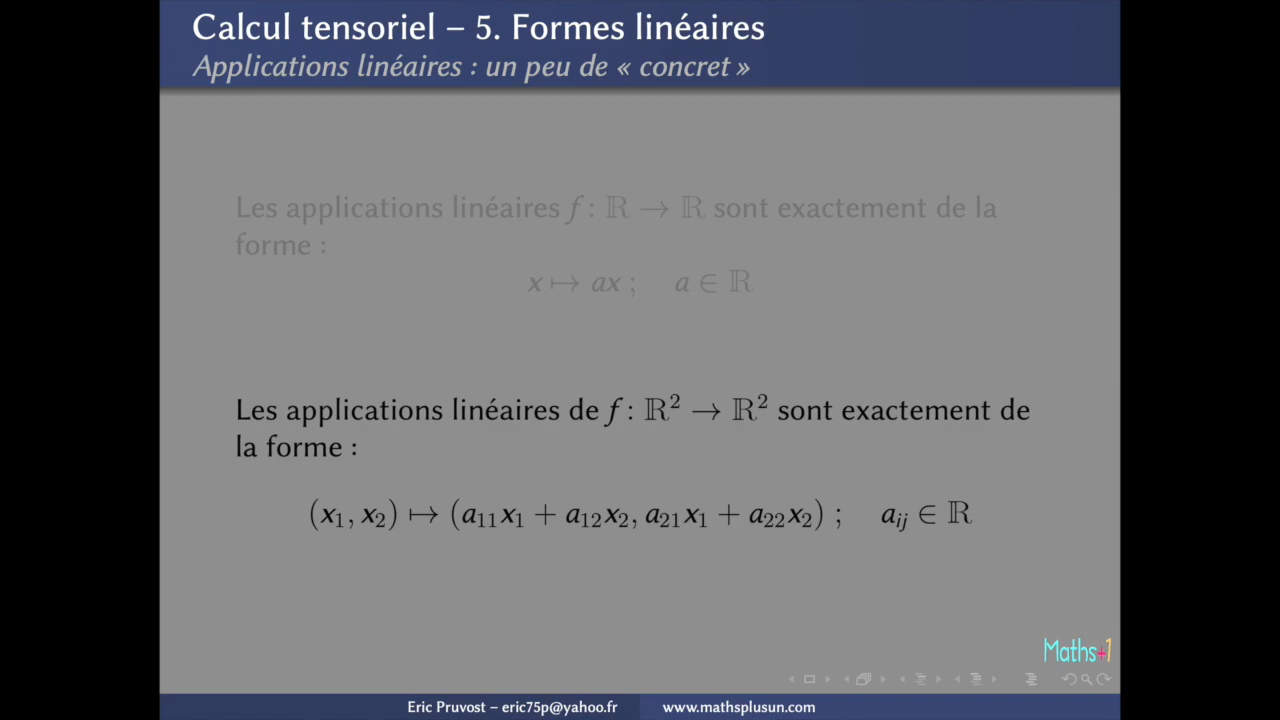 Calcul tensoriel – 5. Formes linéaires
Applications linéaires : un peu de « concret »
Les applications linéaires f : ℝ → ℝ sont exactement de la
forme :
x ↦ ax ; a ∈ ℝ
Les applications linéaires de f : ℝ² → ℝ² sont exactement de
la forme :
(x₁, x₂) ↦ (a₁₁x₁ + a₁₂x₂, a₂₁x₁ + a₂₂x₂) ; aᵢⱼ ∈ ℝ
Maths+1
Eric Pruvost – eric75p@yahoo.fr www.mathsplusun.com